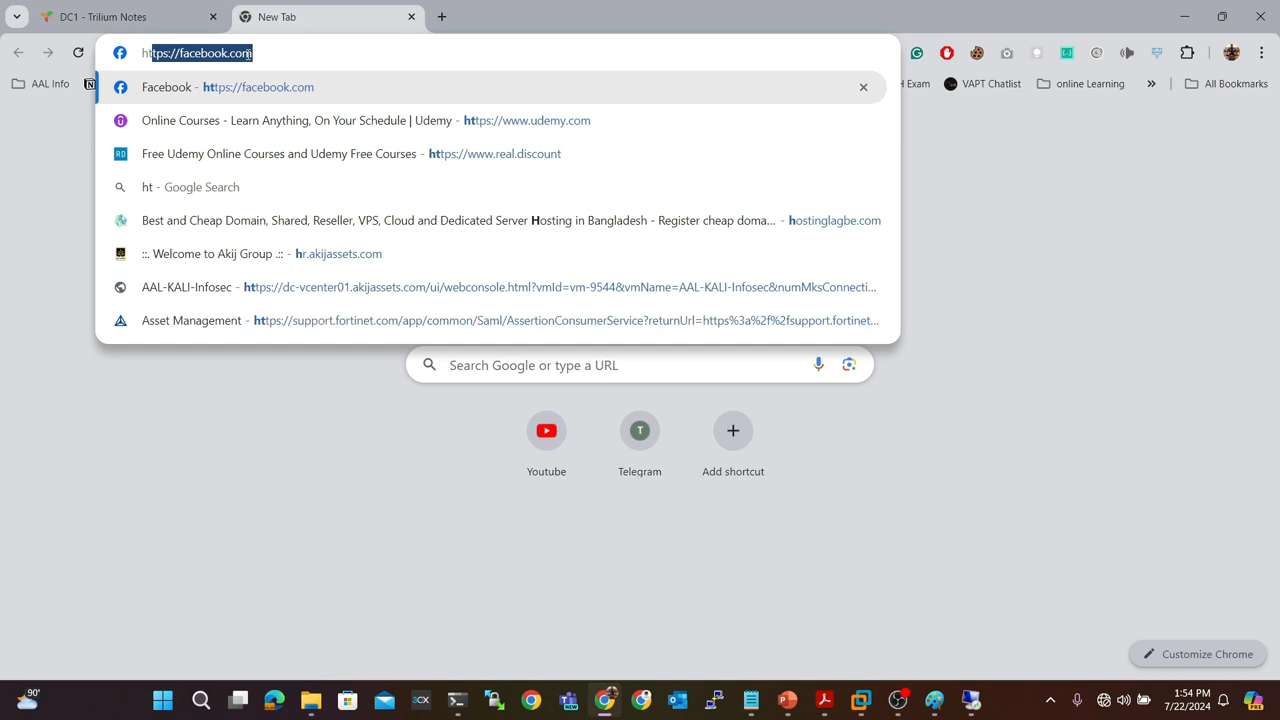 DC1 - Trilium Notes
New Tab
https://facebook.com
AAL Info
H Exam
VAPT Chatlist
online Learning
»
All Bookmarks
Facebook - https://facebook.com
Online Courses - Learn Anything, On Your Schedule | Udemy - https://www.udemy.com
Free Udemy Online Courses and Udemy Free Courses - https://www.real.discount
ht - Google Search
Best and Cheap Domain, Shared, Reseller, VPS, Cloud and Dedicated Server Hosting in Bangladesh - Register cheap doma... - hostinglagbe.com
::. Welcome to Akij Group .:: - hr.akijassets.com
AAL-KALI-Infosec - https://dc-vcenter01.akijassets.com/ui/webconsole.html?vmId=vm-9544&vmName=AAL-KALI-Infosec&numMksConnecti...
Asset Management - https://support.fortinet.com/app/common/Saml/AssertionConsumerService?returnUrl=https%3a%2f%2fsupport.fortinet...
Search Google or type a URL
T
Youtube
Telegram
Add shortcut
Customize Chrome
90°
1:54 PM
7/22/2024